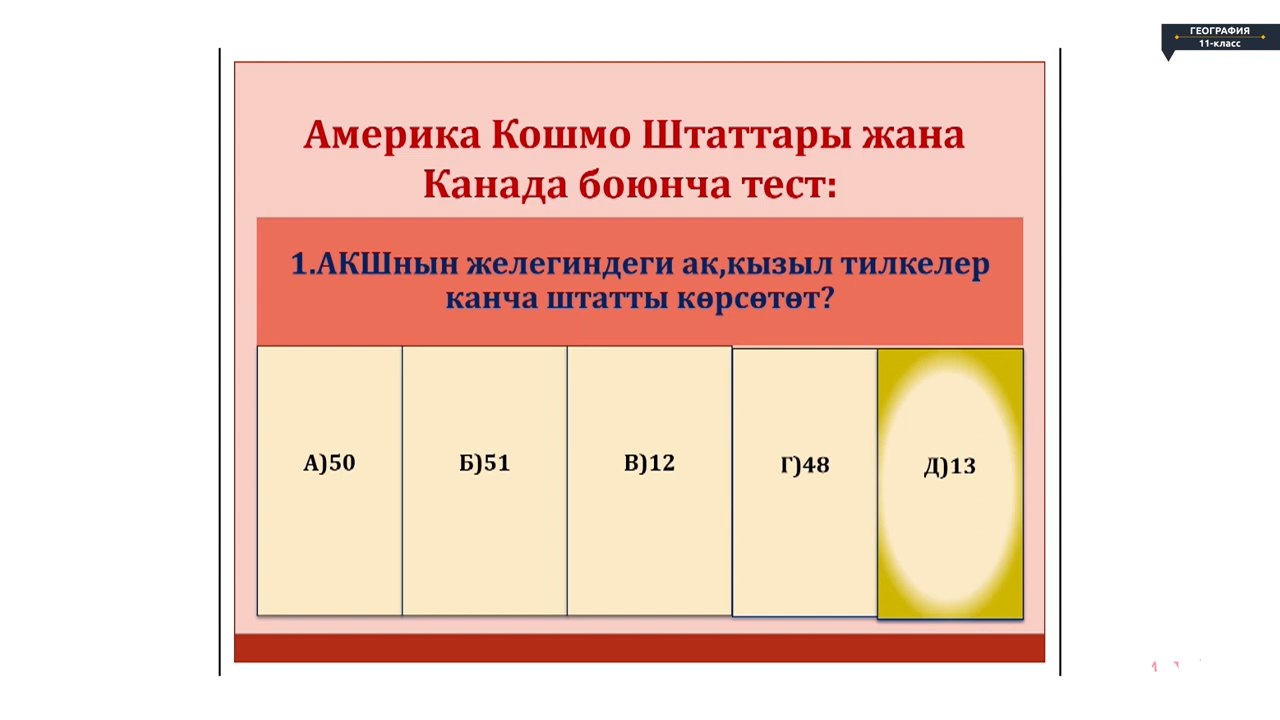 ГЕОГРАФИЯ
11-класс
Америка Кошмо Штаттары жана
Канада боюнча тест:
1.АКШнын желегиндеги ак,кызыл тилкелер
канча штатты көрсөтөт?
А)50
Б)51
В)12
Г)48
Д)13